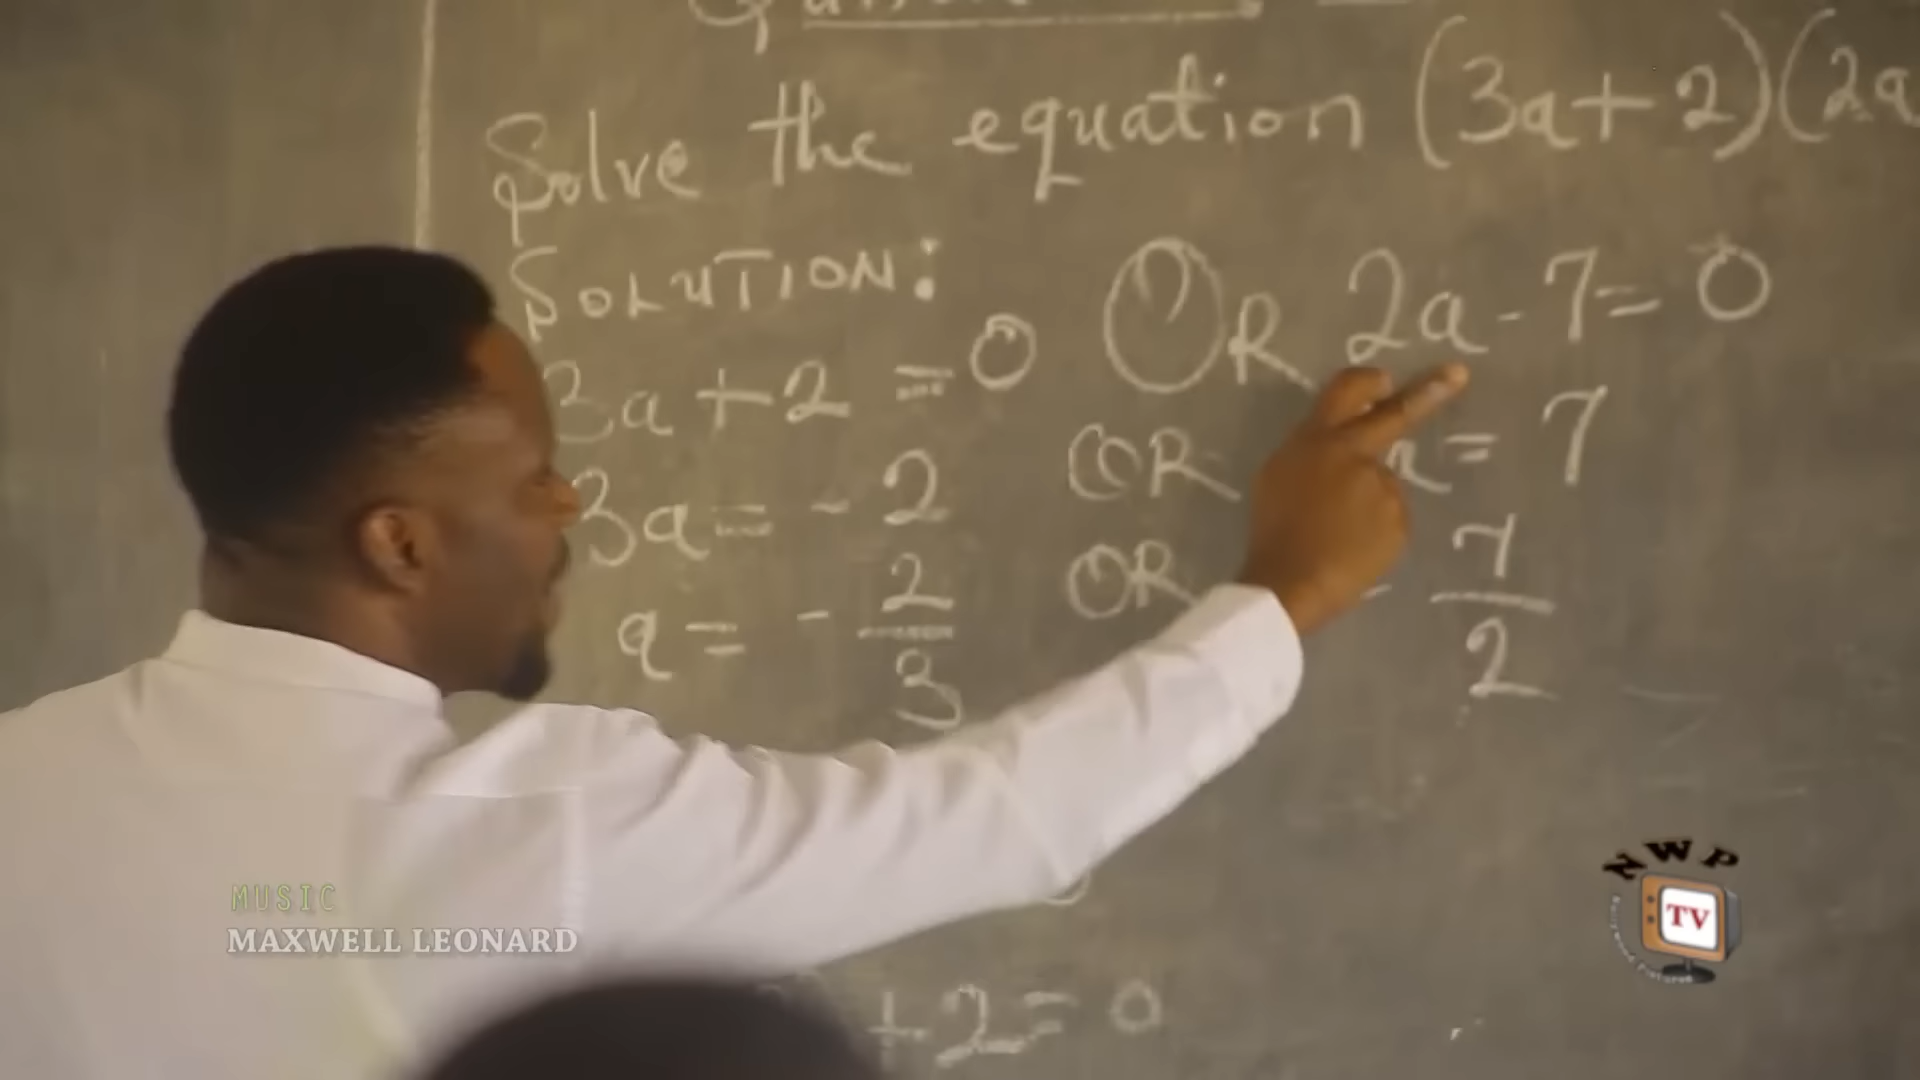 Solve the equation (3a+2)(2a
SOLUTION:
3a+2 = 0 OR 2a-7=0
3a = -2 OR = 7
a = - 2/3 OR 7/2
+2=0
MUSIC
MAXWELL LEONARD
NWP
TV